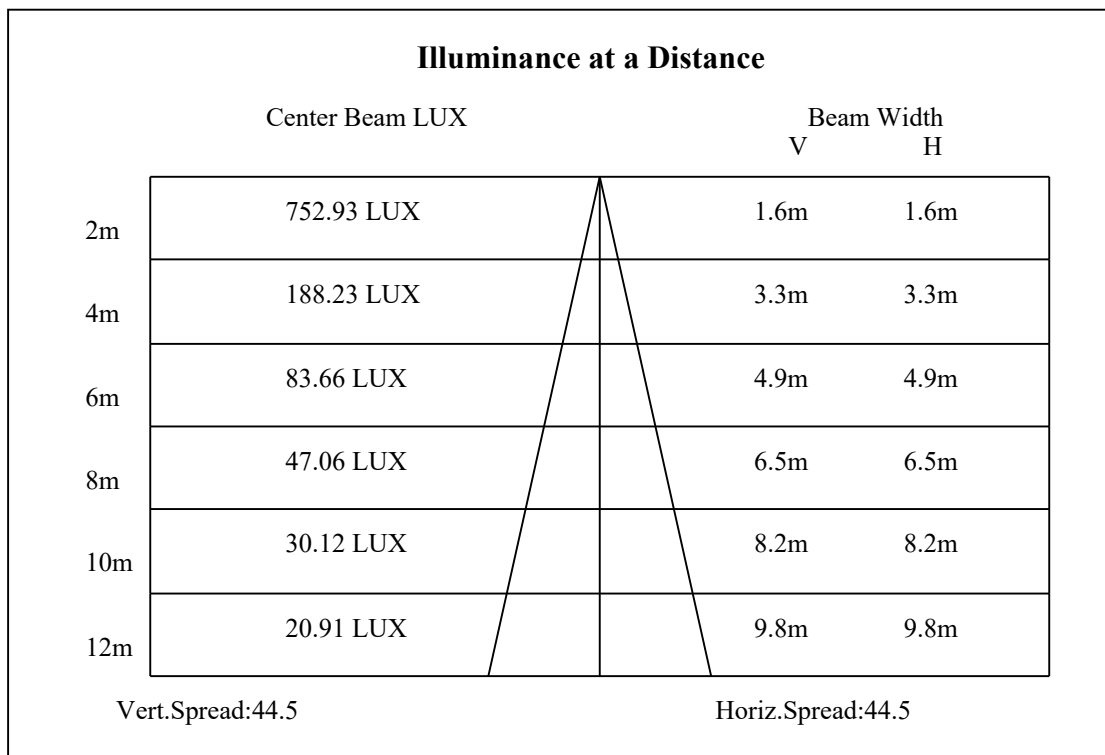 Illuminance at a Distance
Center Beam LUX Beam Width
V H
2m 752.93 LUX 1.6m 1.6m
4m 188.23 LUX 3.3m 3.3m
6m 83.66 LUX 4.9m 4.9m
8m 47.06 LUX 6.5m 6.5m
10m 30.12 LUX 8.2m 8.2m
12m 20.91 LUX 9.8m 9.8m
Vert.Spread:44.5 Horiz.Spread:44.5